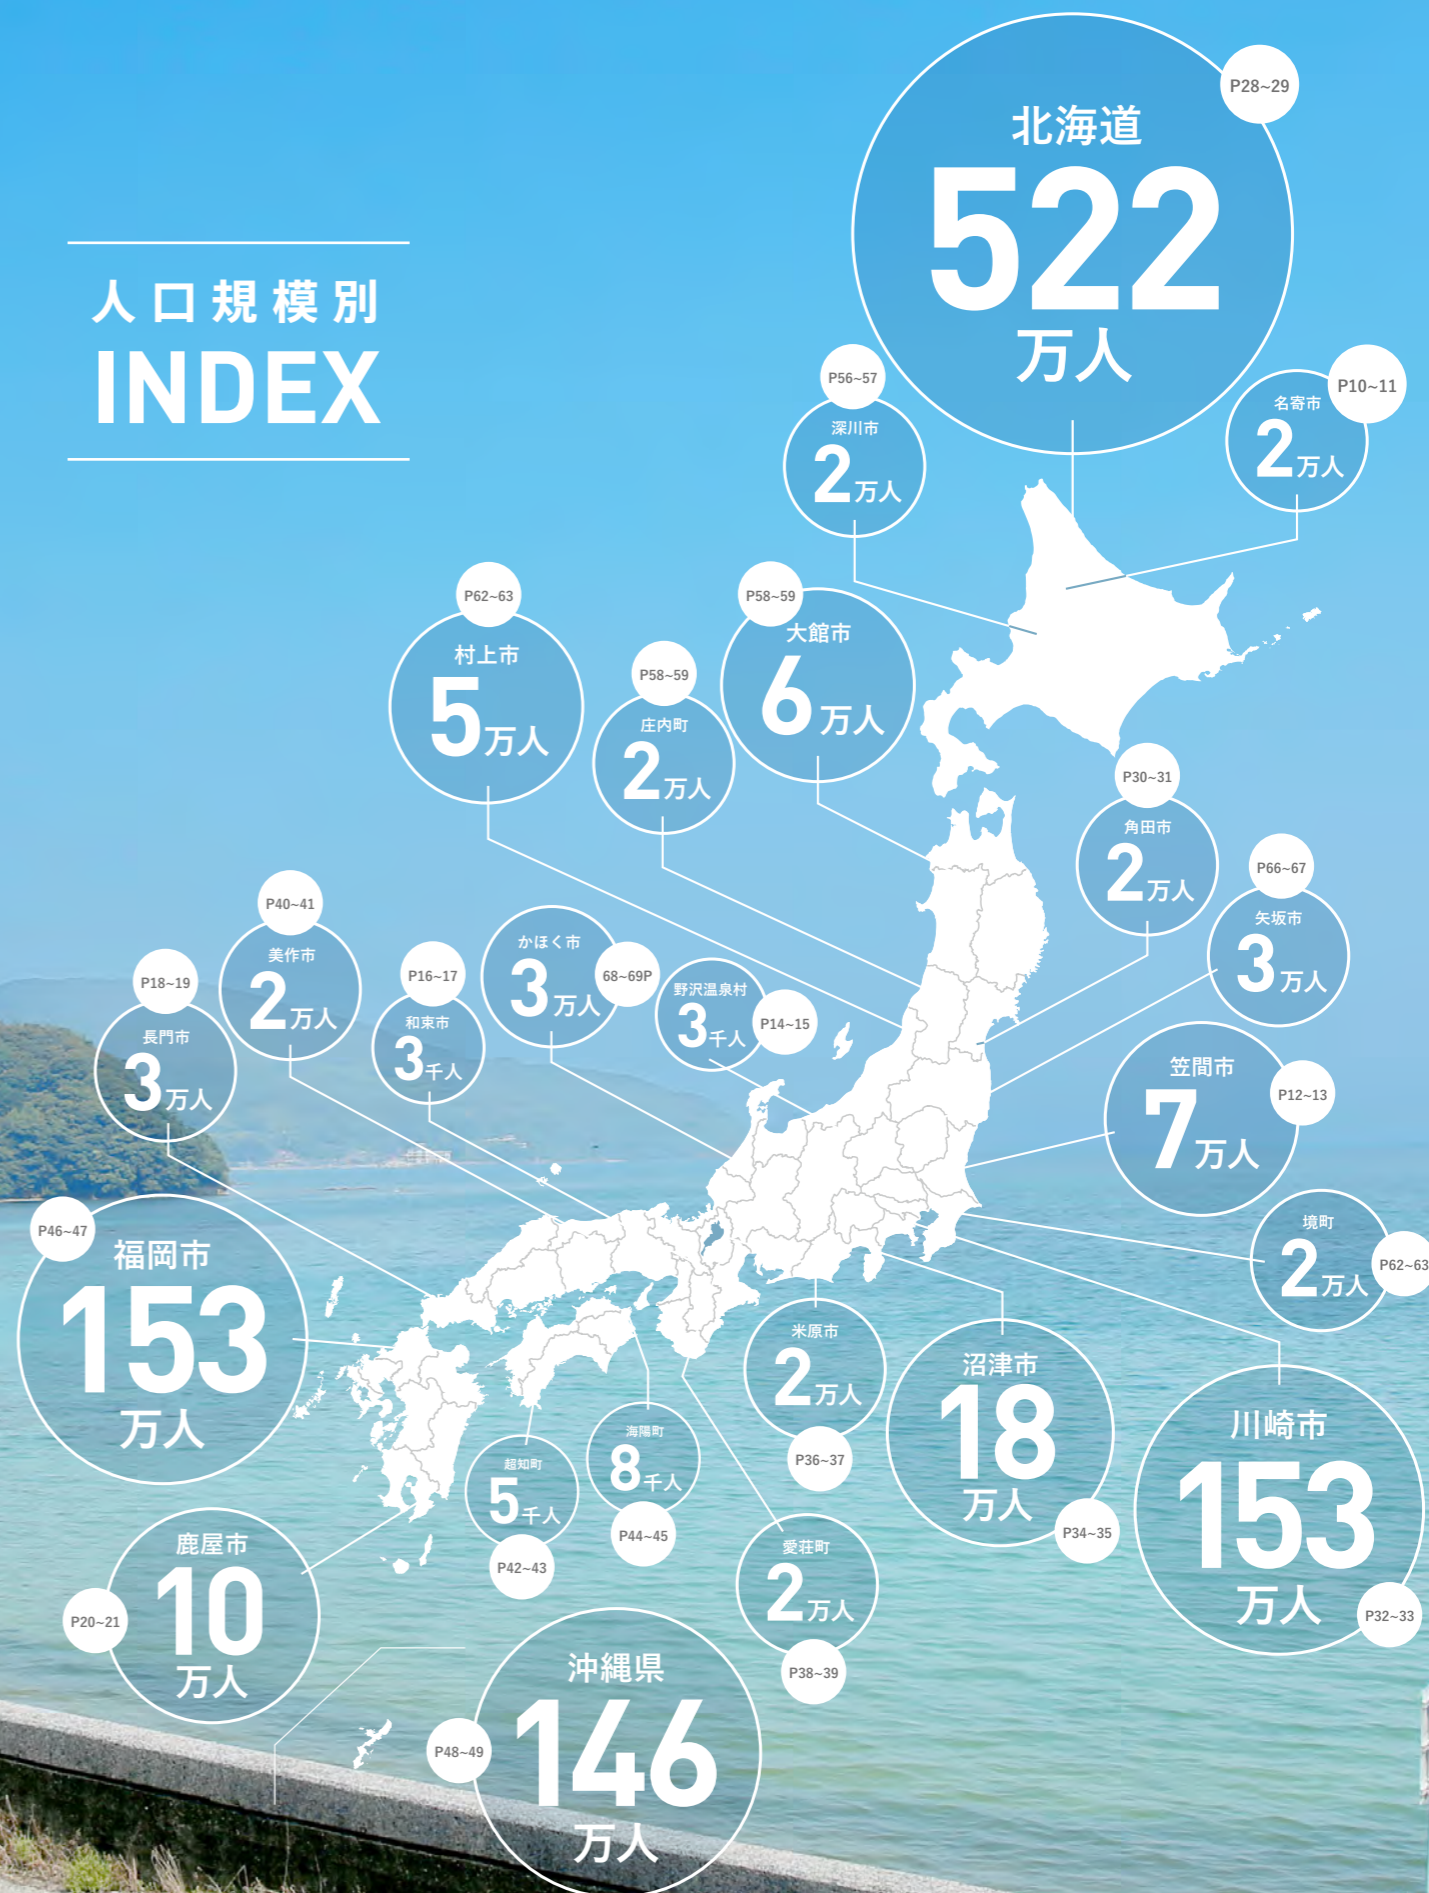 人口規模別
INDEX
P28~29
北海道
522
万人
P56~57
深川市
2万人
P10~11
名寄市
2万人
P62~63
村上市
5万人
P58~59
庄内町
2万人
P58~59
大館市
6万人
P30~31
角田市
2万人
P66~67
矢坂市
3万人
P18~19
長門市
3万人
P40~41
美作市
2万人
P16~17
和束市
3千人
かほく市
3万人
68~69P
野沢温泉村
3千人
P14~15
笠間市
7万人
P12~13
境町
2万人
P62~63
P46~47
福岡市
153
万人
米原市
2万人
P36~37
沼津市
18
万人
P34~35
川崎市
153
万人
P32~33
超知町
5千人
P42~43
海陽町
8千人
P44~45
愛荘町
2万人
P38~39
鹿屋市
10
万人
P20~21
沖縄県
146
万人
P48~49